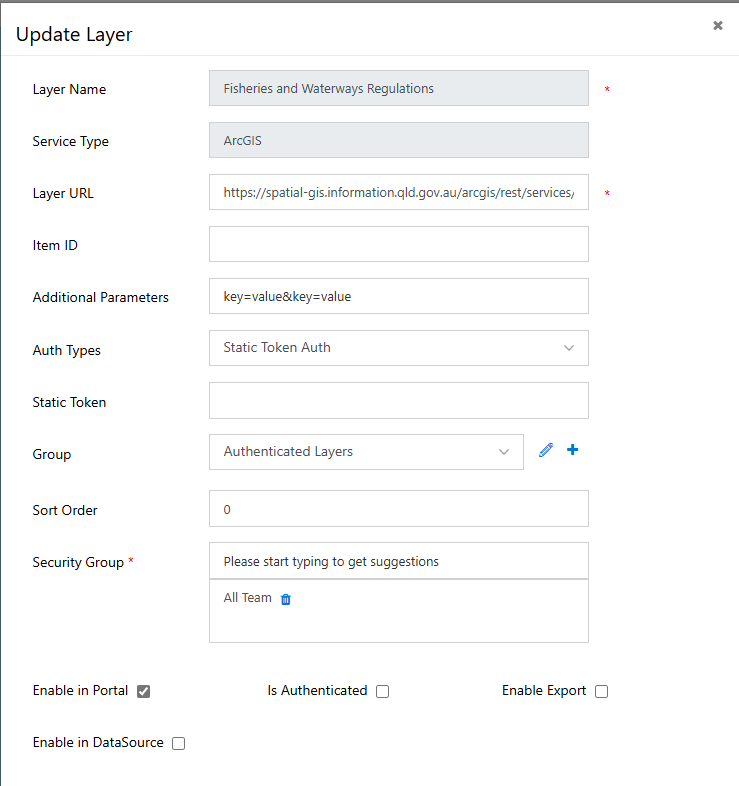 Update Layer
Layer Name Fisheries and Waterways Regulations *
Service Type ArcGIS
Layer URL https://spatial-gis.information.qld.gov.au/arcgis/rest/services/ *
Item ID
Additional Parameters key=value&key=value
Auth Types Static Token Auth
Static Token
Group Authenticated Layers
Sort Order 0
Security Group * Please start typing to get suggestions
All Team
Enable in Portal Is Authenticated Enable Export
Enable in DataSource